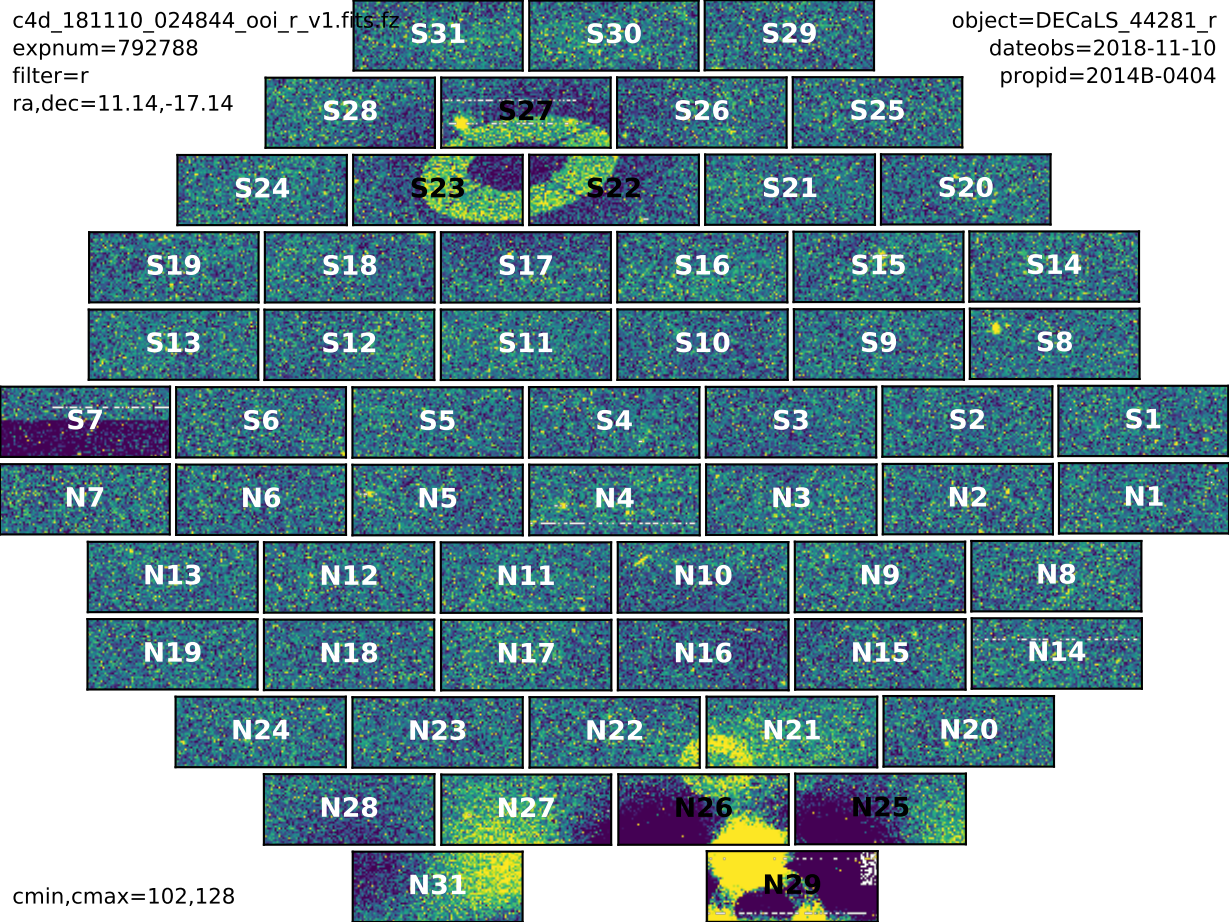 c4d_181110_024844_ooi_r_v1.fits.fz
expnum=792788
filter=r
ra,dec=11.14,-17.14
object=DECaLS_44281_r
dateobs=2018-11-10
propid=2014B-0404
S31 S30 S29
S28 S27 S26 S25
S24 S23 S22 S21 S20
S19 S18 S17 S16 S15 S14
S13 S12 S11 S10 S9 S8
S7 S6 S5 S4 S3 S2 S1
N7 N6 N5 N4 N3 N2 N1
N13 N12 N11 N10 N9 N8
N19 N18 N17 N16 N15 N14
N24 N23 N22 N21 N20
N28 N27 N26 N25
N31 N29
cmin,cmax=102,128